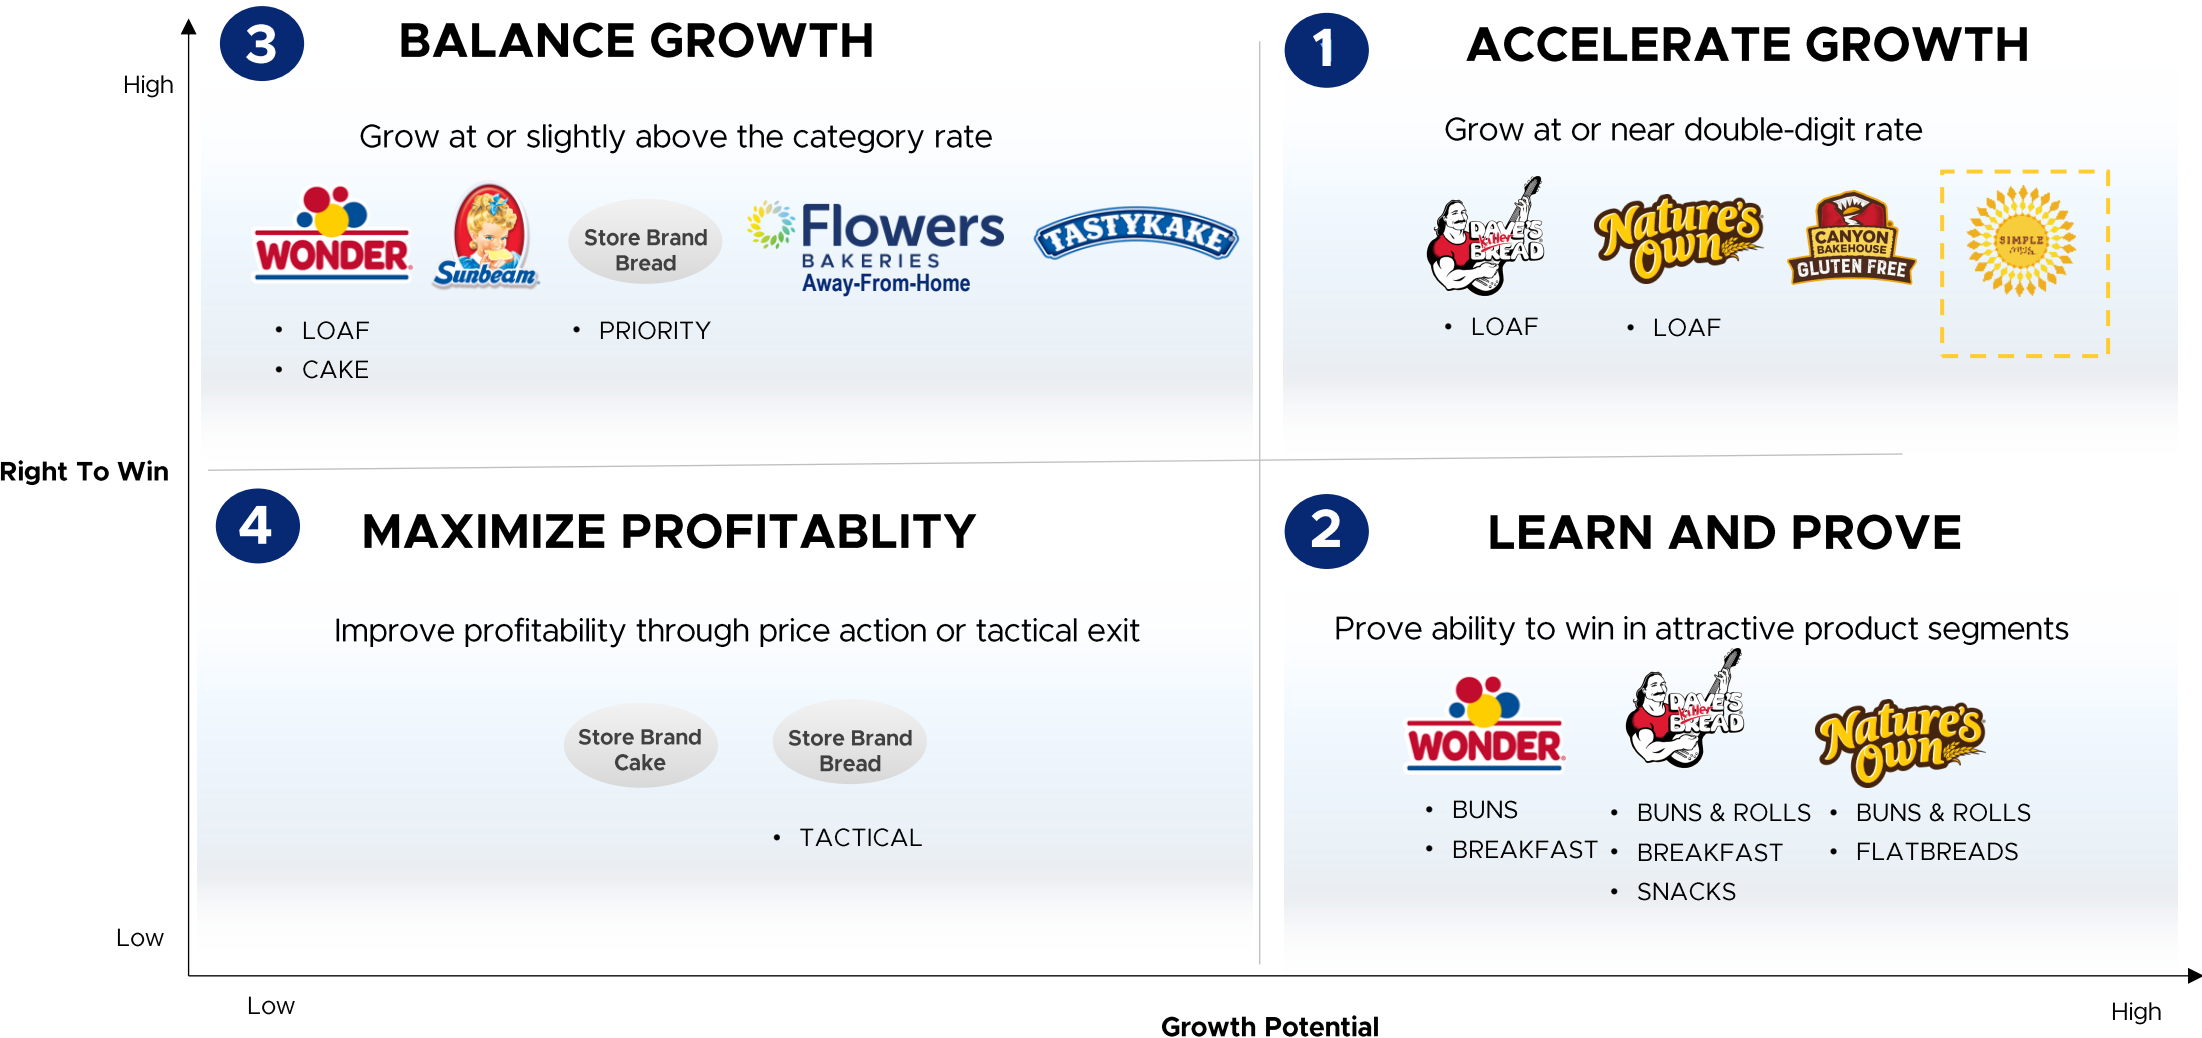 3
BALANCE GROWTH
High
Grow at or slightly above the category rate
WONDER
Sunbeam
Store Brand
Bread
Flowers
BAKERIES
Away-From-Home
TASTYKAKE
• LOAF
• CAKE
• PRIORITY
1
ACCELERATE GROWTH
Grow at or near double-digit rate
DAVE'S
Killer
BREAD
Nature's
Own
CANYON
BAKEHOUSE
GLUTEN FREE
SIMPLE
mills
• LOAF
• LOAF
Right To Win
4
MAXIMIZE PROFITABLITY
Improve profitability through price action or tactical exit
Store Brand
Cake
Store Brand
Bread
• TACTICAL
2
LEARN AND PROVE
Prove ability to win in attractive product segments
WONDER
DAVE'S
Killer
BREAD
Nature's
Own
• BUNS
• BREAKFAST
• BUNS & ROLLS
• BREAKFAST
• SNACKS
• BUNS & ROLLS
• FLATBREADS
Low
Low
Growth Potential
High